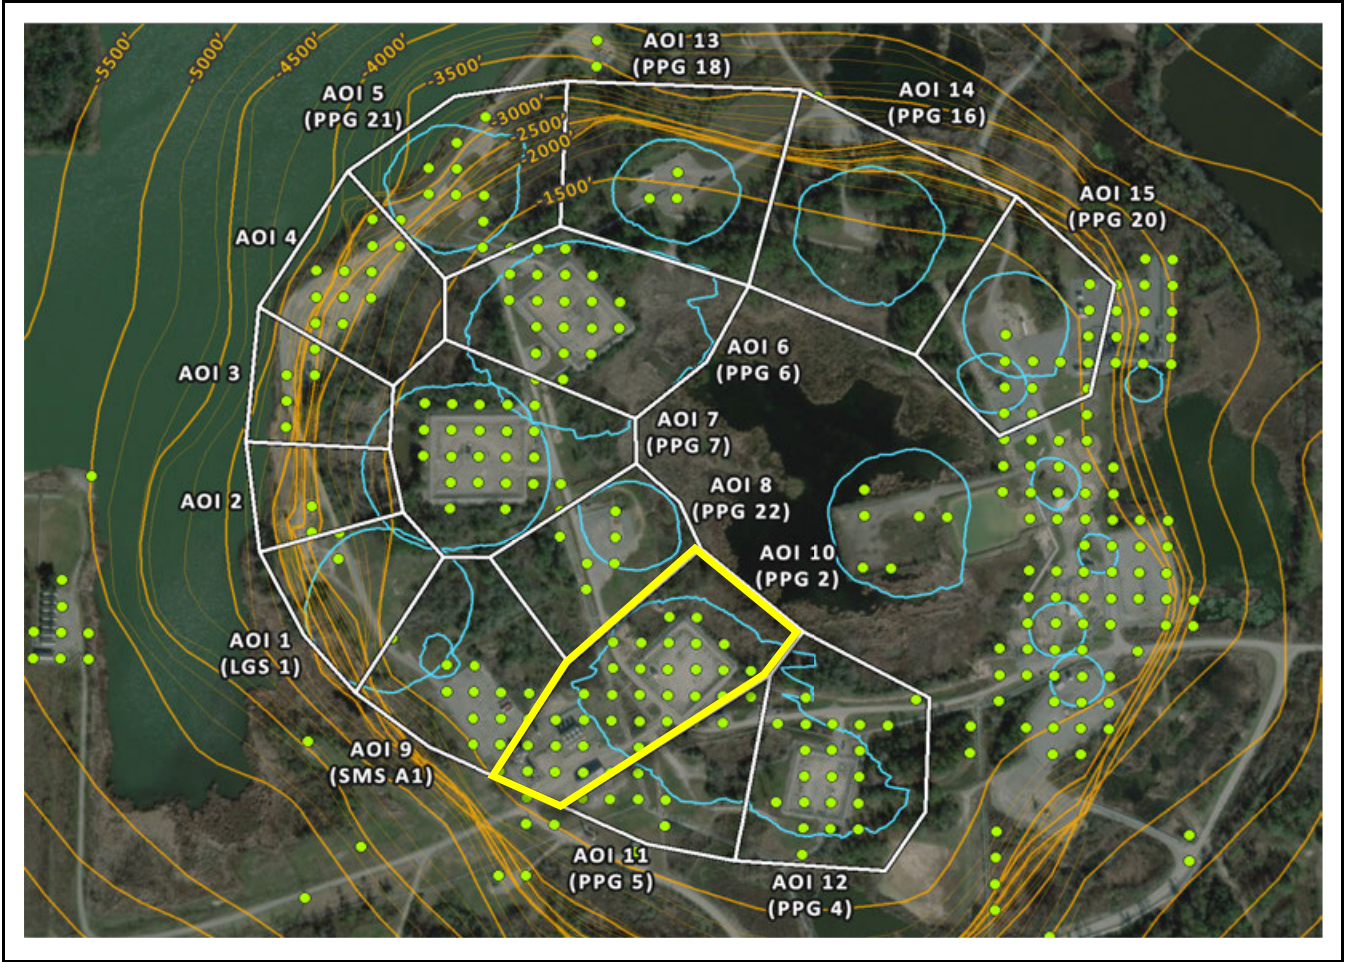 -5500'
-5000'
-4500'
-4000'
-3500'
-3000'
-2500'
-2000'
-1500'
AOI 13
(PPG 18)
AOI 5
(PPG 21)
AOI 14
(PPG 16)
AOI 15
(PPG 20)
AOI 4
AOI 3
AOI 6
(PPG 6)
AOI 7
(PPG 7)
AOI 2
AOI 8
(PPG 22)
AOI 10
(PPG 2)
AOI 1
(LGS 1)
AOI 9
(SMS A1)
AOI 11
(PPG 5)
AOI 12
(PPG 4)